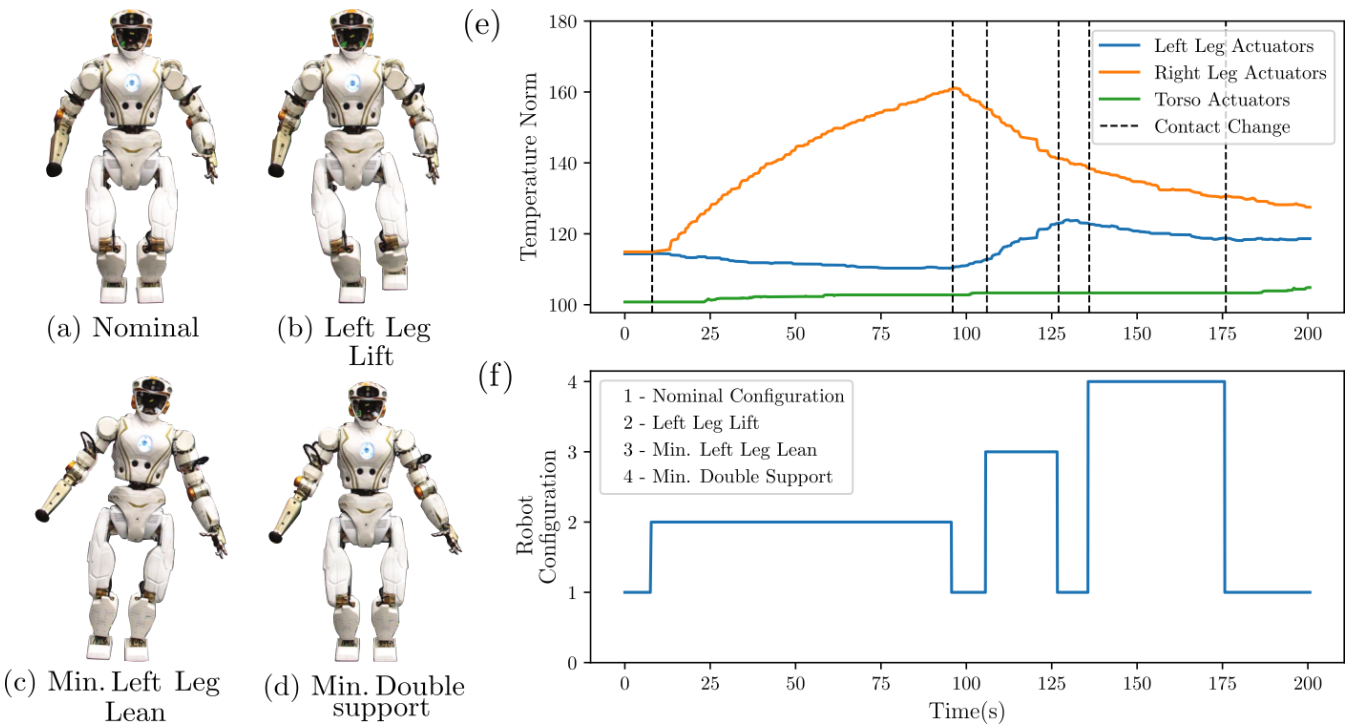 (a) Nominal
(b) Left Leg
Lift
(c) Min. Left Leg
Lean
(d) Min. Double
support
(e)
180
160
140
120
100
Temperature Norm
Left Leg Actuators
Right Leg Actuators
Torso Actuators
Contact Change
0 25 50 75 100 125 150 175 200
(f)
4
3
2
1
0
Robot
Configuration
1 - Nominal Configuration
2 - Left Leg Lift
3 - Min. Left Leg Lean
4 - Min. Double Support
0 25 50 75 100 125 150 175 200
Time(s)